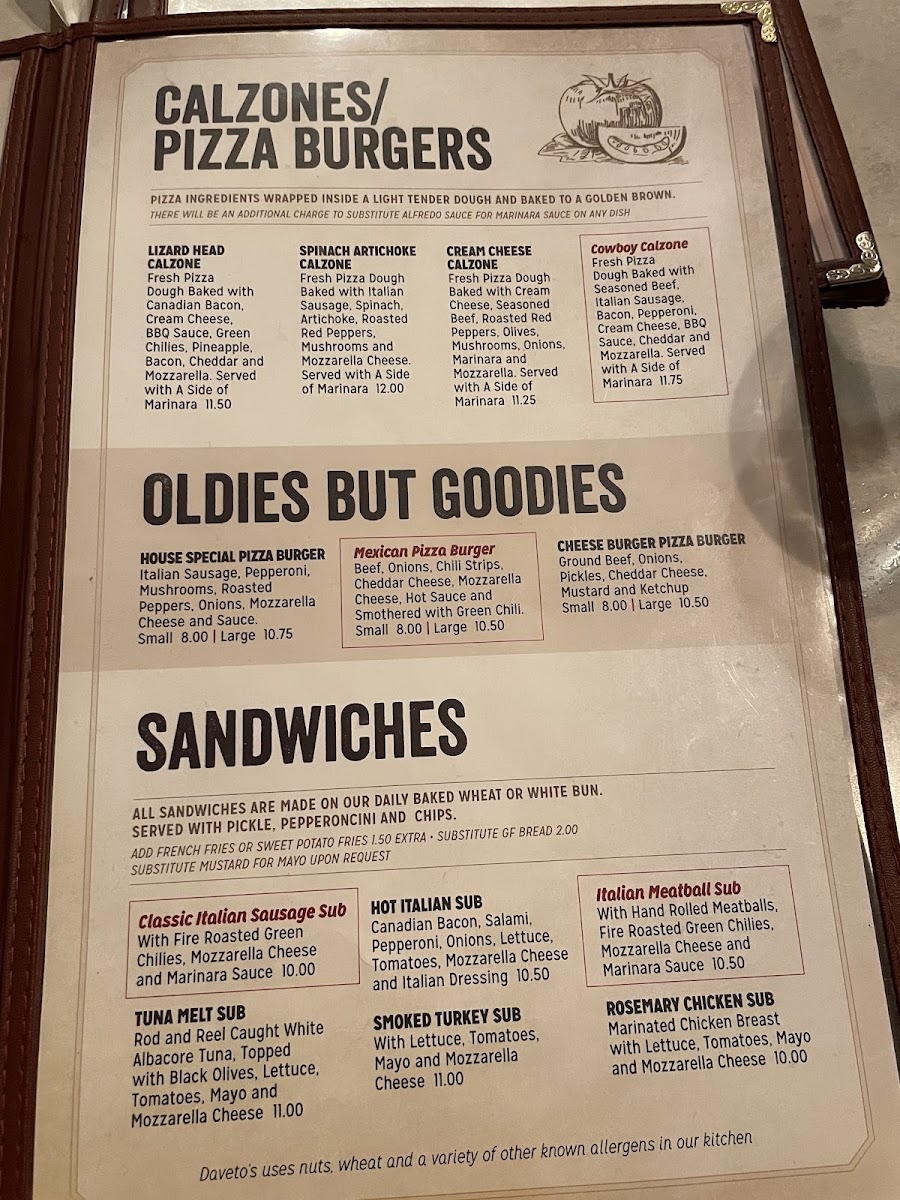 CALZONES/
PIZZA BURGERS
PIZZA INGREDIENTS WRAPPED INSIDE A LIGHT TENDER DOUGH AND BAKED TO A GOLDEN BROWN.
THERE WILL BE AN ADDITIONAL CHARGE TO SUBSTITUTE ALFREDO SAUCE FOR MARINARA SAUCE ON ANY DISH
LIZARD HEAD
CALZONE
Fresh Pizza
Dough Baked with
Canadian Bacon,
Cream Cheese,
BBQ Sauce, Green
Chilies, Pineapple,
Bacon, Cheddar and
Mozzarella. Served
with A Side of
Marinara 11.50
SPINACH ARTICHOKE
CALZONE
Fresh Pizza Dough
Baked with Italian
Sausage, Spinach,
Artichoke, Roasted
Red Peppers,
Mushrooms and
Mozzarella Cheese.
Served with A Side
of Marinara 12.00
CREAM CHEESE
CALZONE
Fresh Pizza Dough
Baked with Cream
Cheese, Seasoned
Beef, Roasted Red
Peppers, Olives,
Mushrooms, Onions,
Marinara and
Mozzarella. Served
with A Side of
Marinara 11.25
Cowboy Calzone
Fresh Pizza
Dough Baked with
Seasoned Beef,
Italian Sausage,
Bacon, Pepperoni,
Cream Cheese, BBQ
Sauce, Cheddar and
Mozzarella. Served
with A Side of
Marinara 11.75
OLDIES BUT GOODIES
HOUSE SPECIAL PIZZA BURGER
Italian Sausage, Pepperoni,
Mushrooms, Roasted
Peppers, Onions, Mozzarella
Cheese and Sauce.
Small 8.00 | Large 10.75
Mexican Pizza Burger
Beef, Onions, Chili Strips,
Cheddar Cheese, Mozzarella
Cheese, Hot Sauce and
Smothered with Green Chili.
Small 8.00 | Large 10.50
CHEESE BURGER PIZZA BURGER
Ground Beef, Onions,
Pickles, Cheddar Cheese,
Mustard and Ketchup
Small 8.00 | Large 10.50
SANDWICHES
ALL SANDWICHES ARE MADE ON OUR DAILY BAKED WHEAT OR WHITE BUN.
SERVED WITH PICKLE, PEPPERONCINI AND CHIPS.
ADD FRENCH FRIES OR SWEET POTATO FRIES 1.50 EXTRA • SUBSTITUTE GF BREAD 2.00
SUBSTITUTE MUSTARD FOR MAYO UPON REQUEST
Classic Italian Sausage Sub
With Fire Roasted Green
Chilies, Mozzarella Cheese
and Marinara Sauce 10.00
HOT ITALIAN SUB
Canadian Bacon, Salami,
Pepperoni, Onions, Lettuce,
Tomatoes, Mozzarella Cheese
and Italian Dressing 10.50
Italian Meatball Sub
With Hand Rolled Meatballs,
Fire Roasted Green Chilies,
Mozzarella Cheese and
Marinara Sauce 10.50
TUNA MELT SUB
Rod and Reel Caught White
Albacore Tuna, Topped
with Black Olives, Lettuce,
Tomatoes, Mayo and
Mozzarella Cheese 11.00
SMOKED TURKEY SUB
With Lettuce, Tomatoes,
Mayo and Mozzarella
Cheese 11.00
ROSEMARY CHICKEN SUB
Marinated Chicken Breast
with Lettuce, Tomatoes, Mayo
and Mozzarella Cheese 10.00
Daveto's uses nuts, wheat and a variety of other known allergens in our kitchen